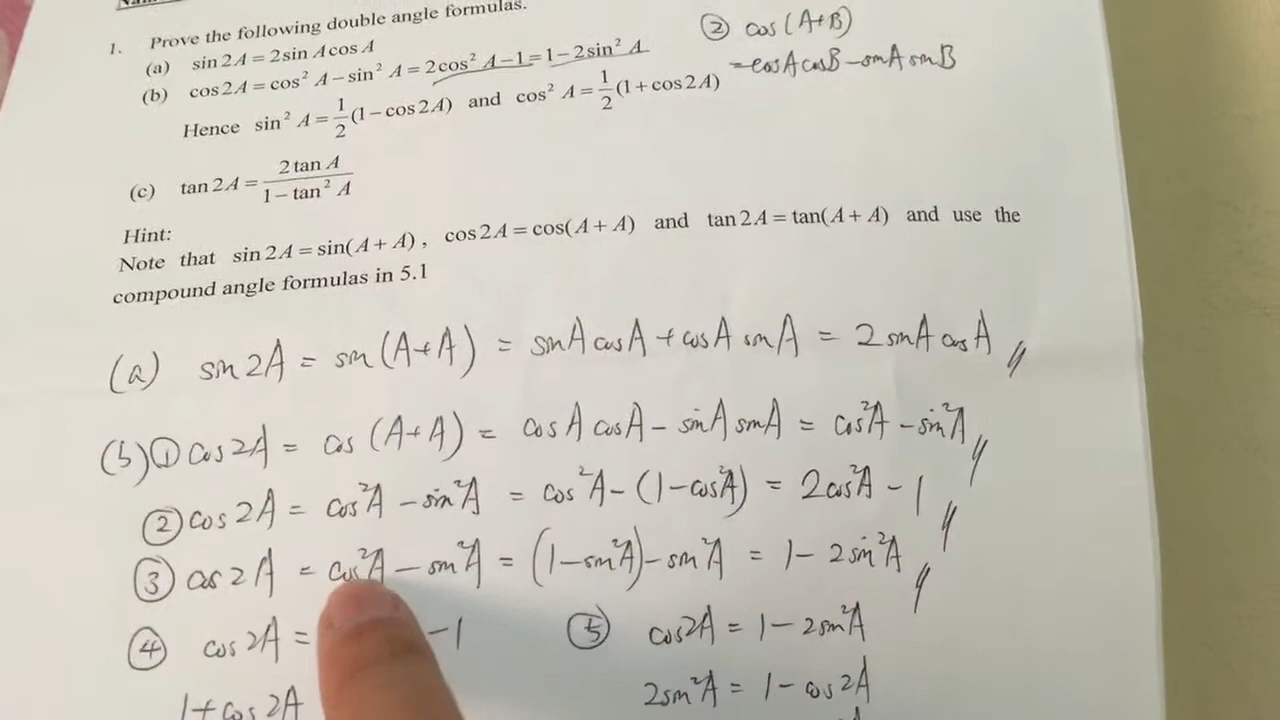 1. Prove the following double angle formulas.
(a) sin 2A = 2sin A cos A
(b) cos 2A = cos² A − sin² A = 2cos² A − 1 = 1 − 2sin² A
Hence sin² A = 1/2 (1 − cos 2A) and cos² A = 1/2 (1 + cos 2A)
(c) tan 2A = 2 tan A / 1 − tan² A
② cos (A+B)
= cosA cosB − sinA sinB
Hint:
Note that sin 2A = sin(A + A), cos 2A = cos(A + A) and tan 2A = tan(A + A) and use the
compound angle formulas in 5.1
(a) sin 2A = sin (A+A) = sinA cosA + cosA sinA = 2 sinA cosA
(b) ① cos 2A = cos (A+A) = cosA cosA − sinA sinA = cos²A − sin²A
② cos 2A = cos²A − sin²A = cos²A − (1−cos²A) = 2cos²A − 1
③ cos 2A = cos²A − sin²A = (1−sin²A) − sin²A = 1 − 2 sin²A
④ cos 2A = −1
1 + cos 2A
⑤ cos2A = 1 − 2sin²A
2sin²A = 1 − cos 2A